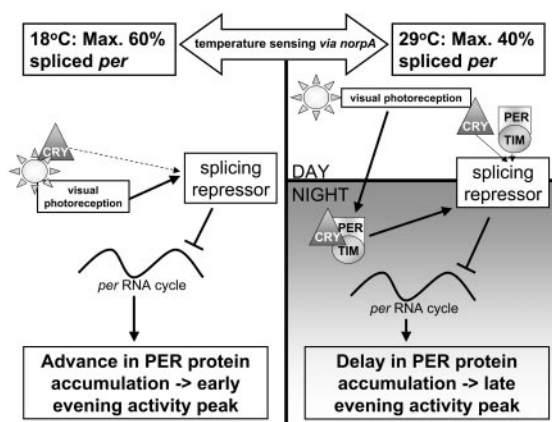 18°C: Max. 60%
spliced per
temperature sensing via norpA
29°C: Max. 40%
spliced per
CRY
visual
photoreception
splicing
repressor
per RNA cycle
Advance in PER protein
accumulation -> early
evening activity peak
visual photoreception
CRY
PER
TIM
DAY
NIGHT
splicing
repressor
CRY
PER
TIM
per RNA cycle
Delay in PER protein
accumulation -> late
evening activity peak